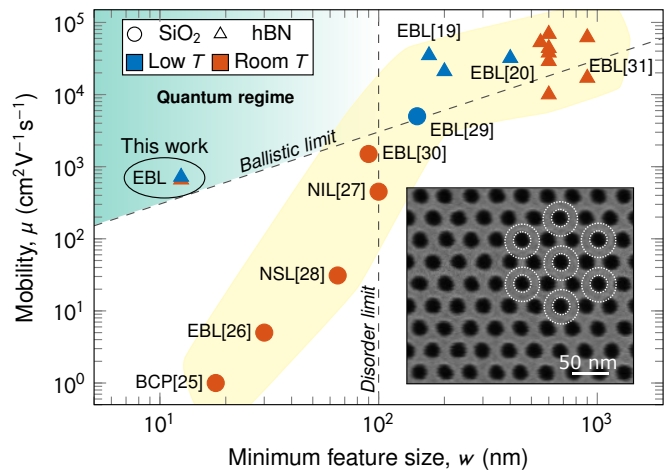 SiO₂ hBN
Low T Room T
Quantum regime
This work
EBL
Ballistic limit
Disorder limit
EBL[19]
EBL[20]
EBL[31]
EBL[29]
EBL[30]
NIL[27]
NSL[28]
EBL[26]
BCP[25]
50 nm
10⁵
10⁴
10³
10²
10¹
10⁰
Mobility, μ (cm²V⁻¹s⁻¹)
10¹ 10² 10³
Minimum feature size, w (nm)